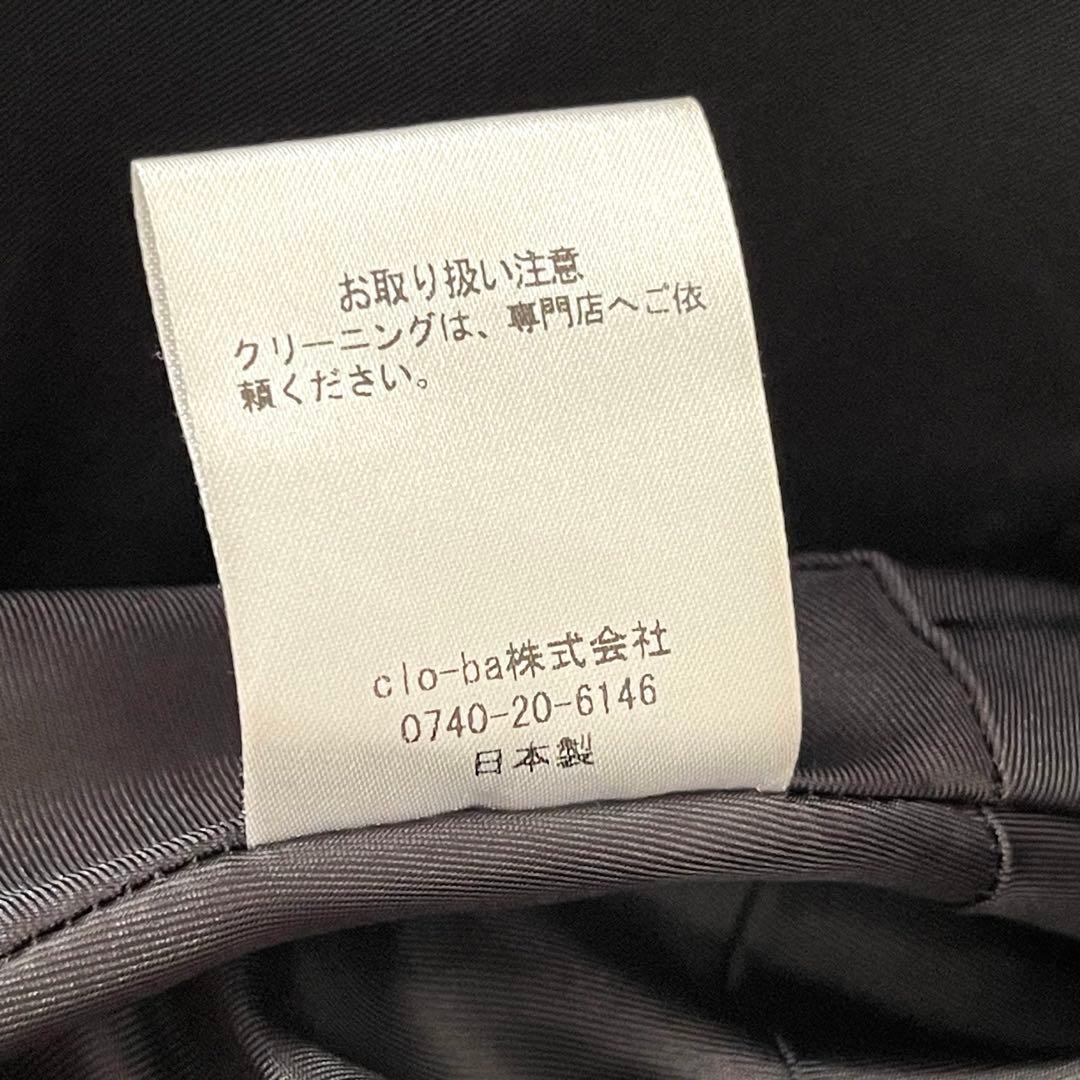 お取り扱い注意
クリーニングは、専門店へご依
頼ください。
clo-ba株式会社
0740-20-6146
日本製